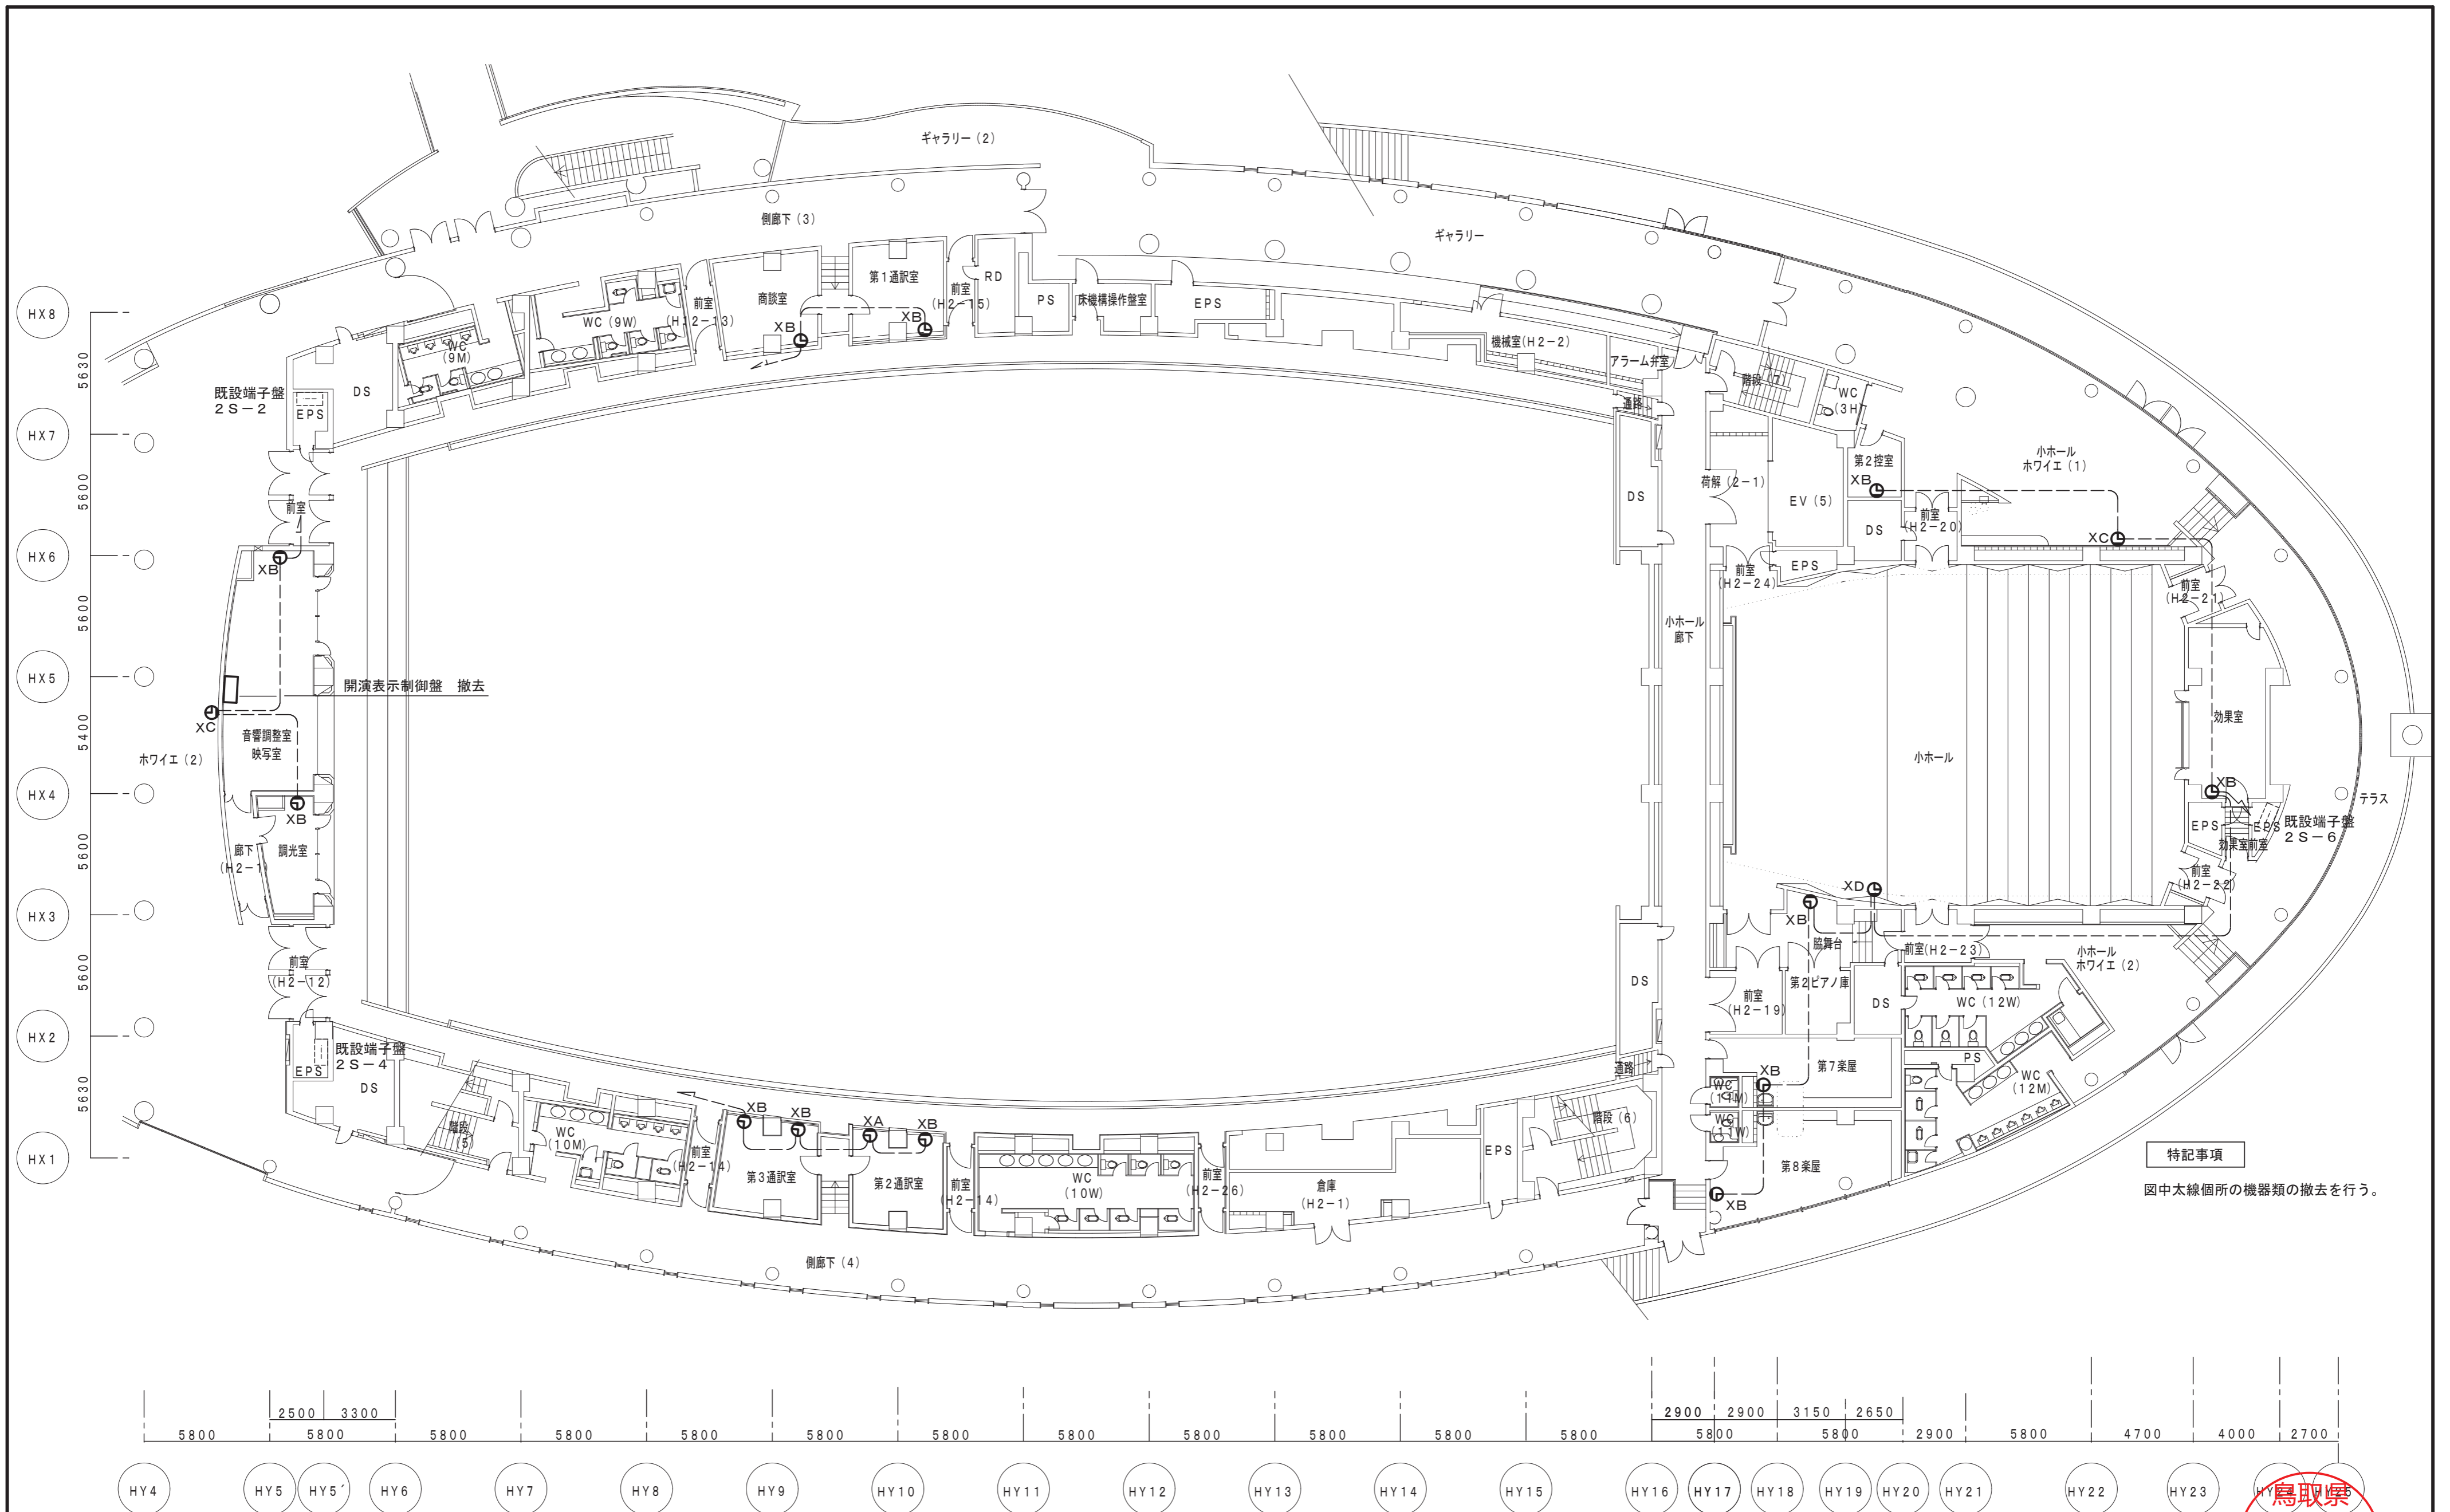 ギャラリー（2）
側廊下（3）
ギャラリー
第1通訳室
前室
(H2-15)
RD
PS
床機構操作盤室
EPS
商談室
前室
(H2-13)
WC（9W）
WC
(9M)
XB
XB
機械室(H2-2)
アラーム弁室
階段（7）
WC
(3H)
通路
DS
既設端子盤
2S-2
EPS
HX8
HX7
HX6
HX5
HX4
HX3
HX2
HX1
5630
5600
5600
5400
5600
5600
5630
前室
XB
開演表示制御盤　撤去
XC
音響調整室
映写室
ホワイエ（2）
XB
調光室
廊下
(H2-1)
前室
(H2-12)
既設端子盤
2S-4
EPS
DS
DS
荷解（2-1）
EV（5）
第2控室
XB
DS
前室
(H2-20)
小ホール
ホワイエ（1）
XC
前室
(H2-24)
EPS
前室
(H2-21)
小ホール
廊下
小ホール
効果室
XB
テラス
EPS
EPS
既設端子盤
2S-6
効果室前室
前室
(H2-22)
XD
XB
脇舞台
前室(H2-23)
小ホール
ホワイエ（2）
DS
前室
(H2-19)
第2ピアノ庫
DS
WC（12W）
PS
WC
(12M)
通路
第7楽屋
XB
WC
(11M)
WC
(11W)
第8楽屋
XB
階段
(5)
WC
(10M)
前室
(H2-14)
XB
XB
XA
XB
第3通訳室
第2通訳室
前室
(H2-14)
WC
(10W)
前室
(H2-26)
倉庫
(H2-1)
EPS
階段（6）
側廊下（4）
特記事項
図中太線個所の機器類の撤去を行う。
2500 3300
2900 2900 3150 2650
5800 5800 5800 5800 5800 5800 5800 5800 5800 5800 5800 5800 5800 5800 2900 5800 4700 4000 2700
HY4 HY5 HY5´ HY6 HY7 HY8 HY9 HY10 HY11 HY12 HY13 HY14 HY15 HY16 HY17 HY18 HY19 HY20 HY21 HY22 HY23
鳥取県